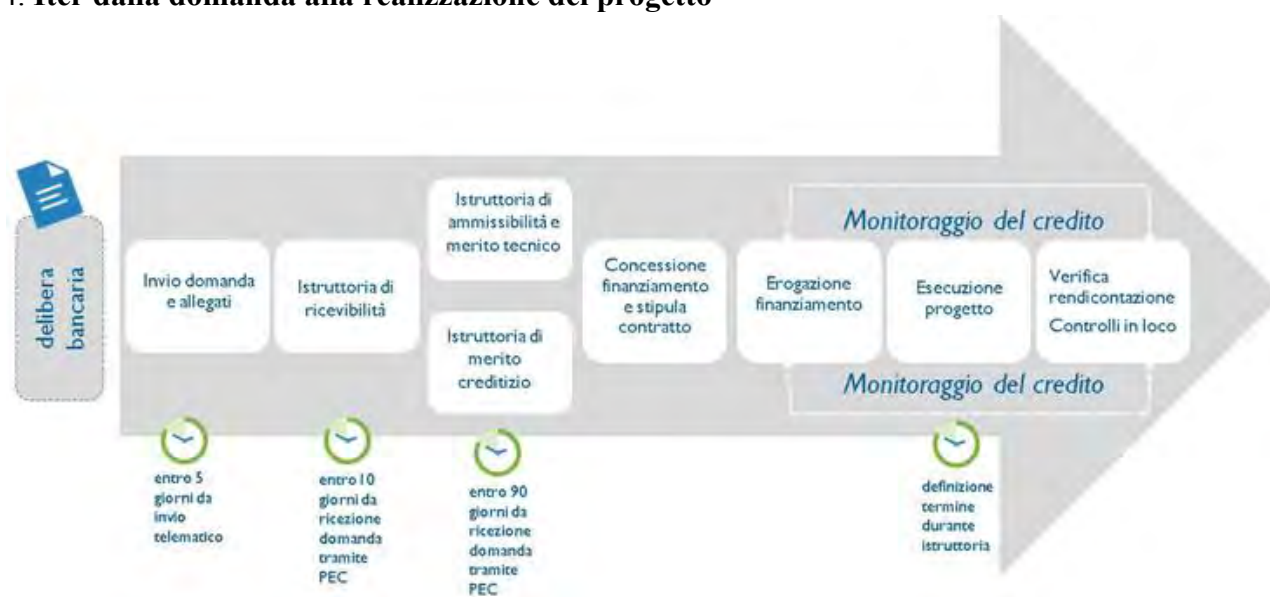 Iter dalla domanda alla realizzazione del progetto
delibera
bancaria
Invio domanda
e allegati
Istruttoria di
ricevibilità
Istruttoria di
ammissibilità e
merito tecnico
Istruttoria di
merito
creditizio
Concessione
finanziamento
e stipula
contratto
Monitoraggio del credito
Erogazione
finanziamento
Esecuzione
progetto
Verifica
rendicontazione
Controlli in loco
Monitoraggio del credito
entro 5
giorni da
invio
telematico
entro 10
giorni da
ricezione
domanda
tramite
PEC
entro 90
giorni da
ricezione
domanda
tramite
PEC
definizione
termine
durante
istruttoria